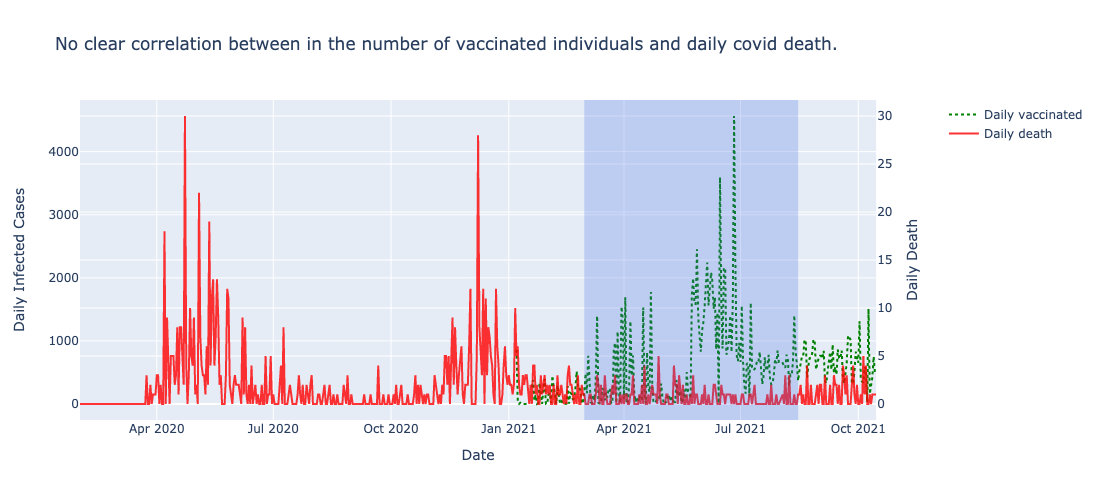 No clear correlation between in the number of vaccinated individuals and daily covid death.
Daily vaccinated
Daily death
4000
3000
2000
1000
0
Daily Infected Cases
30
25
20
15
10
5
0
Daily Death
Apr 2020
Jul 2020
Oct 2020
Jan 2021
Apr 2021
Jul 2021
Oct 2021
Date